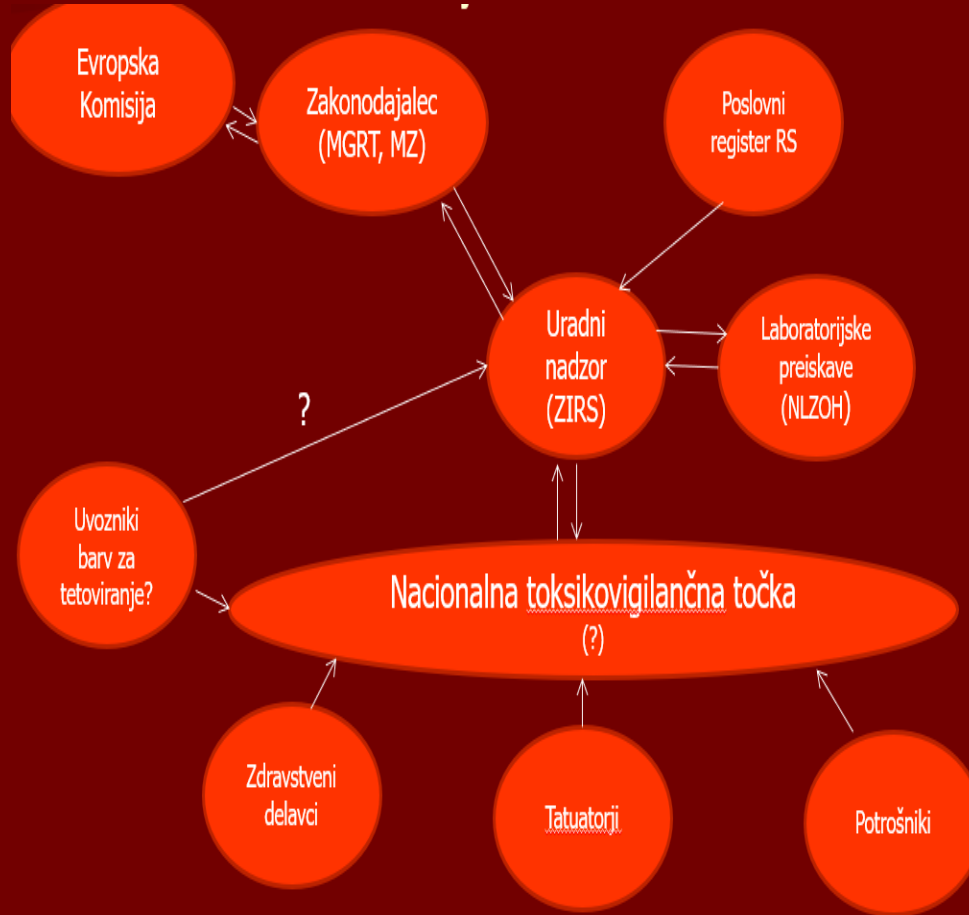 Evropska
Komisija
Zakonodajalec
(MGRT, MZ)
Poslovni
register RS
Uradni
nadzor
(ZIRS)
Laboratorijske
preiskave
(NLZOH)
?
Uvozniki
barv za
tetoviranje?
Nacionalna toksikovigilančna točka
(?)
Zdravstveni
delavci
Tatuatorji
Potrošniki